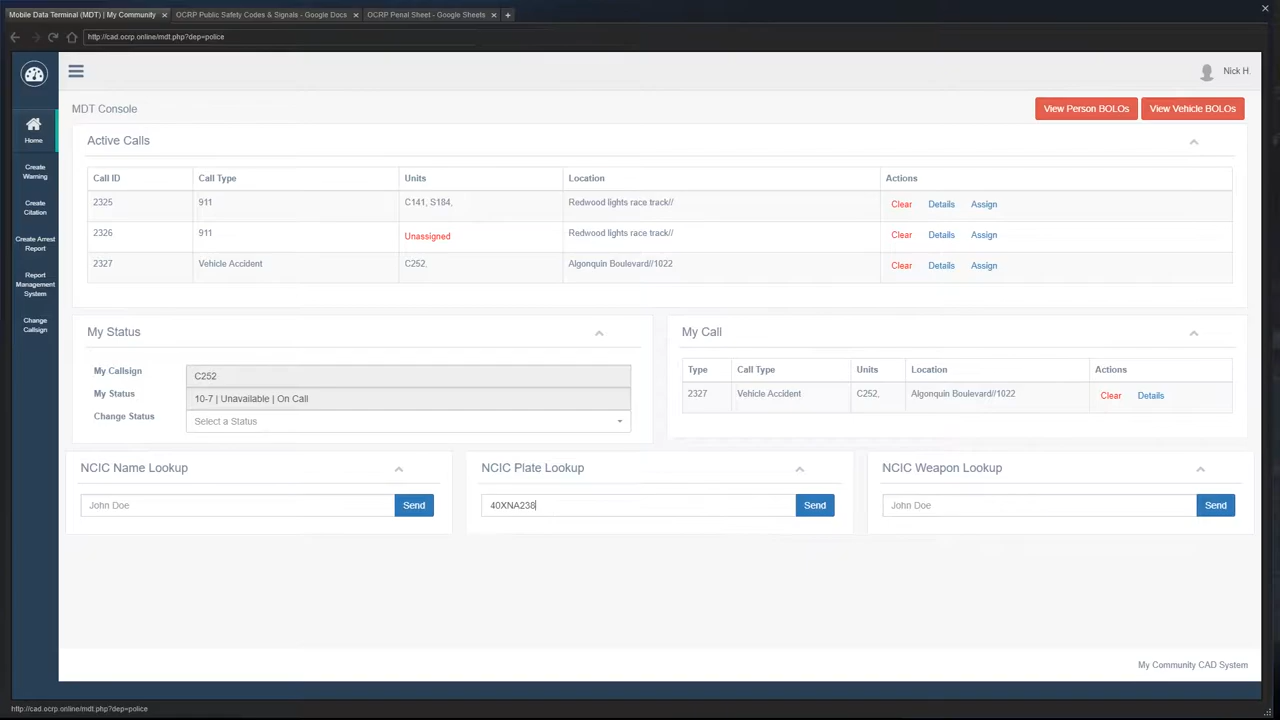 Mobile Data Terminal (MDT) | My Community
OCRP Public Safety Codes & Signals - Google Docs
OCRP Penal Sheet - Google Sheets
http://cad.ocrp.online/mdt.php?dep=police
Nick H.
Home
Create
Warning
Create
Citation
Create Arrest
Report
Report
Management
System
Change
Callsign
MDT Console
View Person BOLOs
View Vehicle BOLOs
Active Calls
Call ID Call Type Units Location Actions
2325 911 C141, S184, Redwood lights race track// Clear Details Assign
2326 911 Unassigned Redwood lights race track// Clear Details Assign
2327 Vehicle Accident C252, Algonquin Boulevard//1022 Clear Details Assign
My Status
My Callsign C252
My Status 10-7 | Unavailable | On Call
Change Status Select a Status
My Call
Type Call Type Units Location Actions
2327 Vehicle Accident C252, Algonquin Boulevard//1022 Clear Details
NCIC Name Lookup
John Doe Send
NCIC Plate Lookup
40XNA238 Send
NCIC Weapon Lookup
John Doe Send
My Community CAD System
http://cad.ocrp.online/mdt.php?dep=police